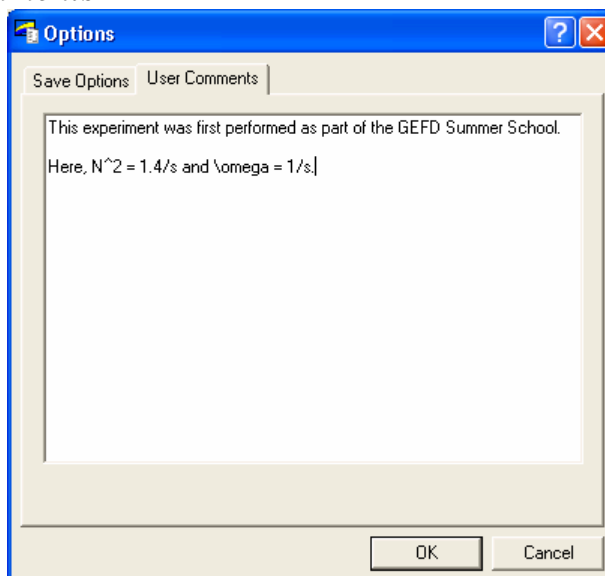 Options
Save Options User Comments
This experiment was first performed as part of the GEFD Summer School.
Here, N^2 = 1.4/s and \omega = 1/s.
OK Cancel